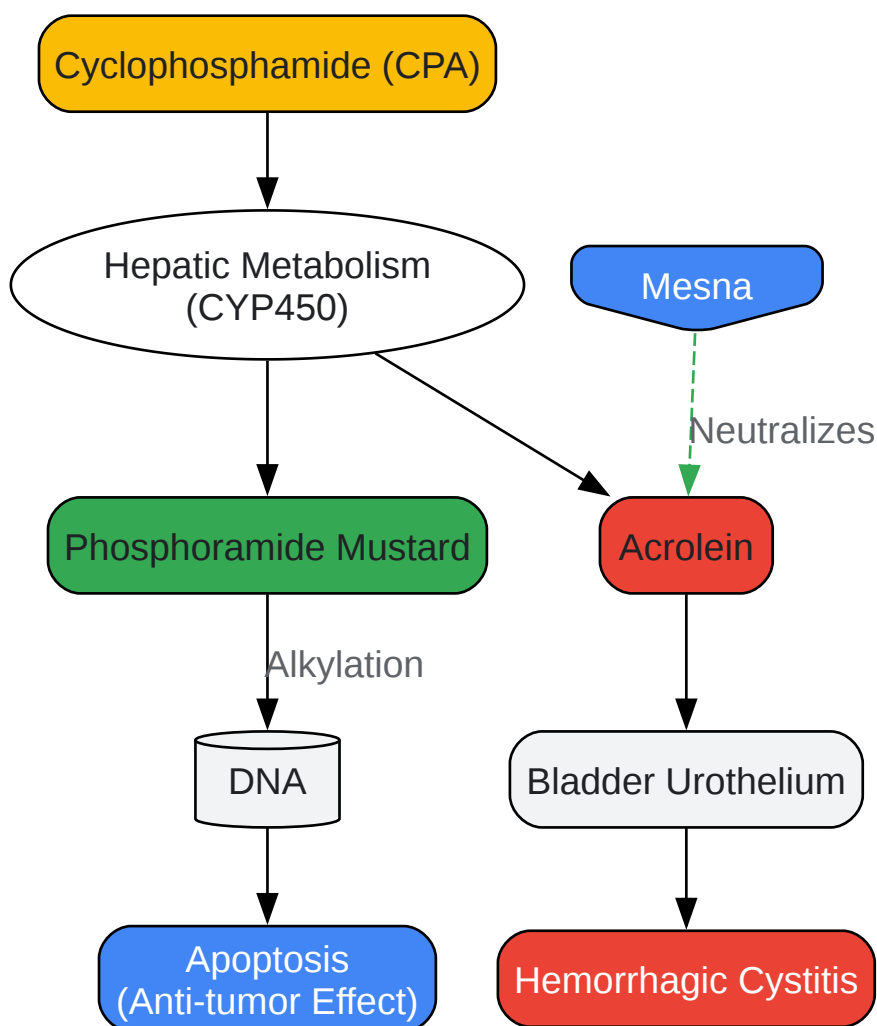 Cyclophosphamide (CPA)
Hepatic Metabolism
(CYP450)
Mesna
Neutralizes
Phosphoramide Mustard
Acrolein
Alkylation
DNA
Bladder Urothelium
Apoptosis
(Anti-tumor Effect)
Hemorrhagic Cystitis